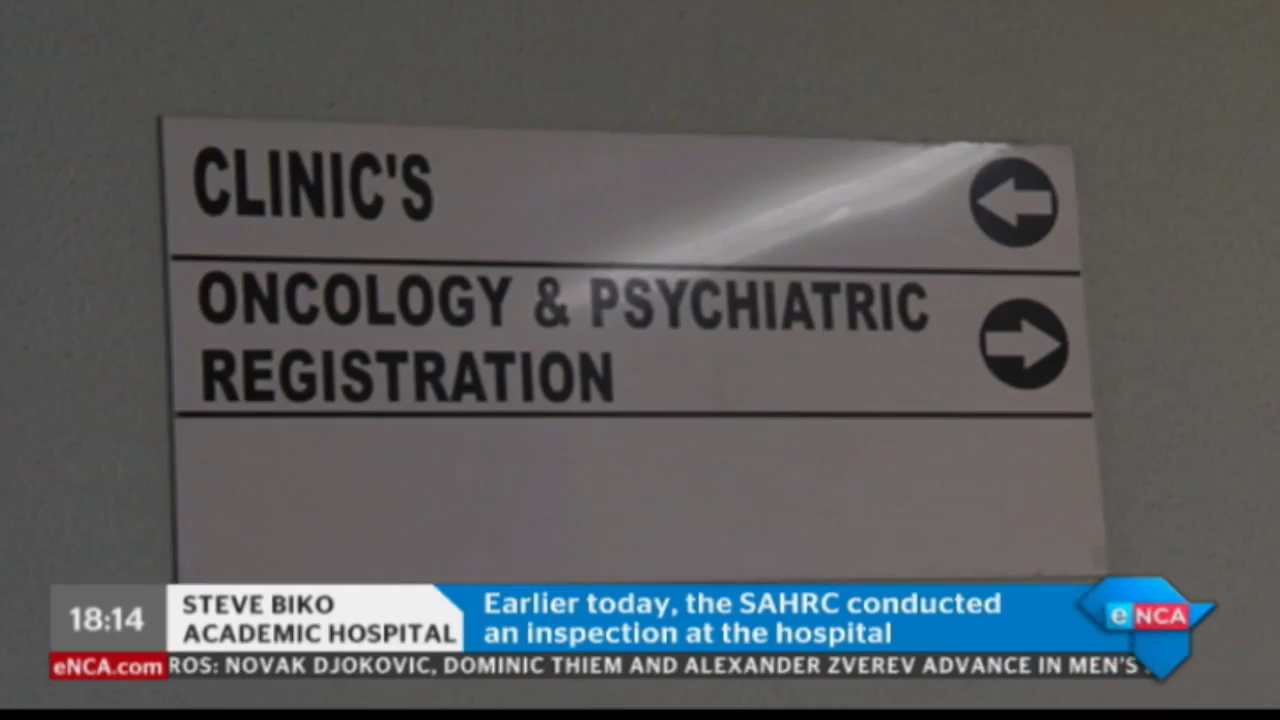 CLINIC'S
ONCOLOGY & PSYCHIATRIC
REGISTRATION
18:14
STEVE BIKO
ACADEMIC HOSPITAL
Earlier today, the SAHRC conducted
an inspection at the hospital
eNCA
eNCA.com
ROS: NOVAK DJOKOVIC, DOMINIC THIEM AND ALEXANDER ZVEREV ADVANCE IN MEN'S